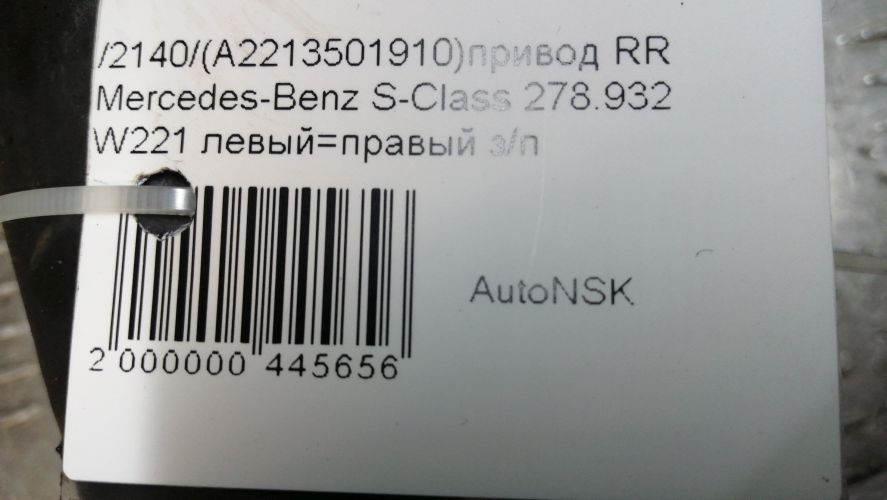 /2140/(A2213501910)привод RR
Mercedes-Benz S-Class 278.932
W221 левый=правый з/п
AutoNSK
2 000000 445656